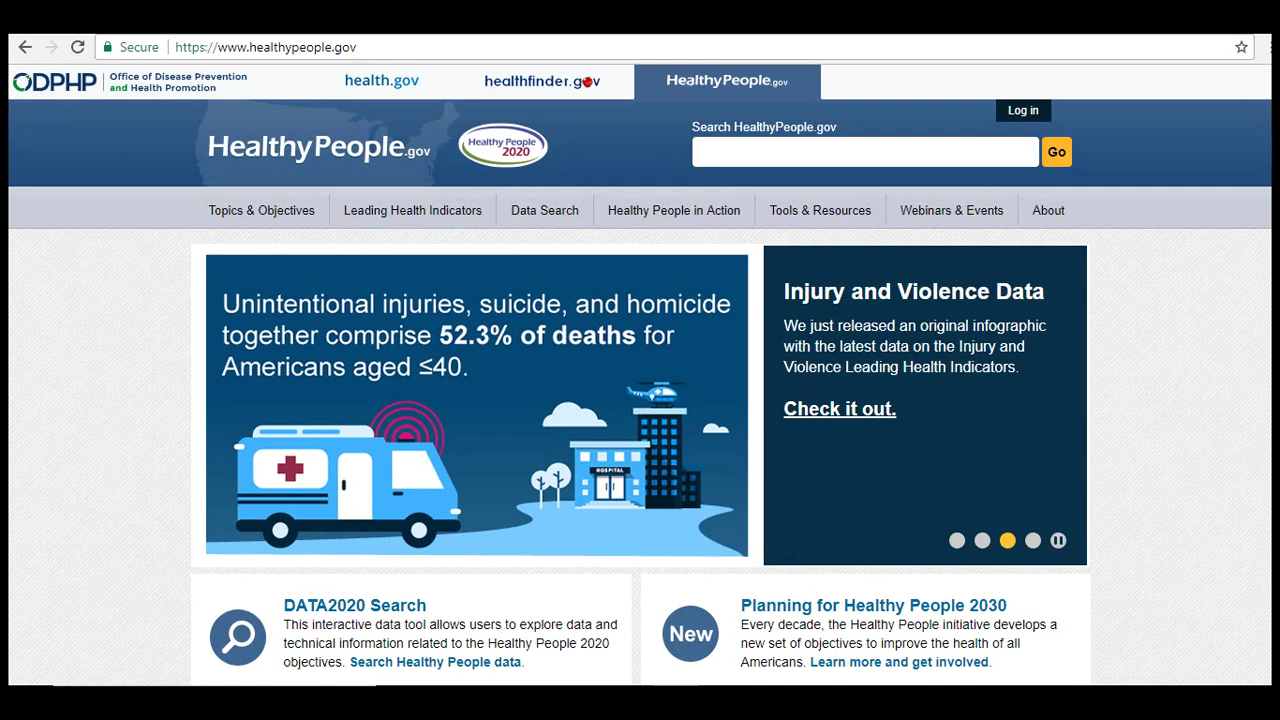 Secure https://www.healthypeople.gov
ODPHP Office of Disease Prevention
and Health Promotion
health.gov
healthfinder.gov
HealthyPeople.gov
Log in
HealthyPeople.gov
Healthy People
2020
Search HealthyPeople.gov
Go
Topics & Objectives
Leading Health Indicators
Data Search
Healthy People in Action
Tools & Resources
Webinars & Events
About
Unintentional injuries, suicide, and homicide
together comprise 52.3% of deaths for
Americans aged ≤40.
HOSPITAL
Injury and Violence Data
We just released an original infographic
with the latest data on the Injury and
Violence Leading Health Indicators.
Check it out.
DATA2020 Search
This interactive data tool allows users to explore data and
technical information related to the Healthy People 2020
objectives. Search Healthy People data.
New
Planning for Healthy People 2030
Every decade, the Healthy People initiative develops a
new set of objectives to improve the health of all
Americans. Learn more and get involved.